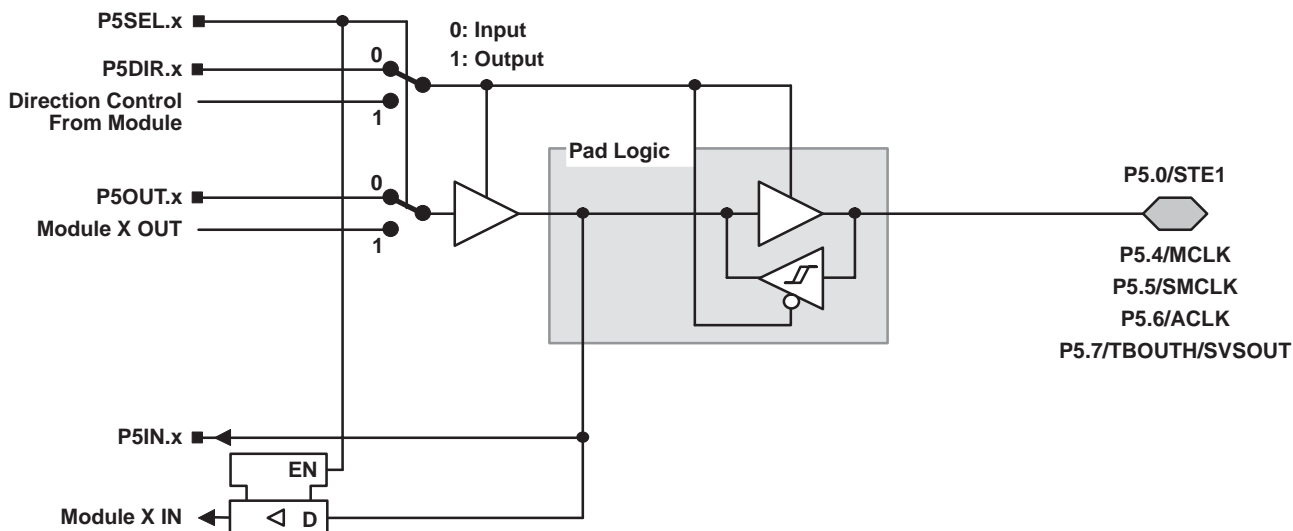 P5SEL.x
0: Input
1: Output
0
P5DIR.x
Direction Control
From Module
1
Pad Logic
P5.0/STE1
0
P5OUT.x
Module X OUT
1
P5.4/MCLK
P5.5/SMCLK
P5.6/ACLK
P5.7/TBOUTH/SVSOUT
P5IN.x
EN
Module X IN
D